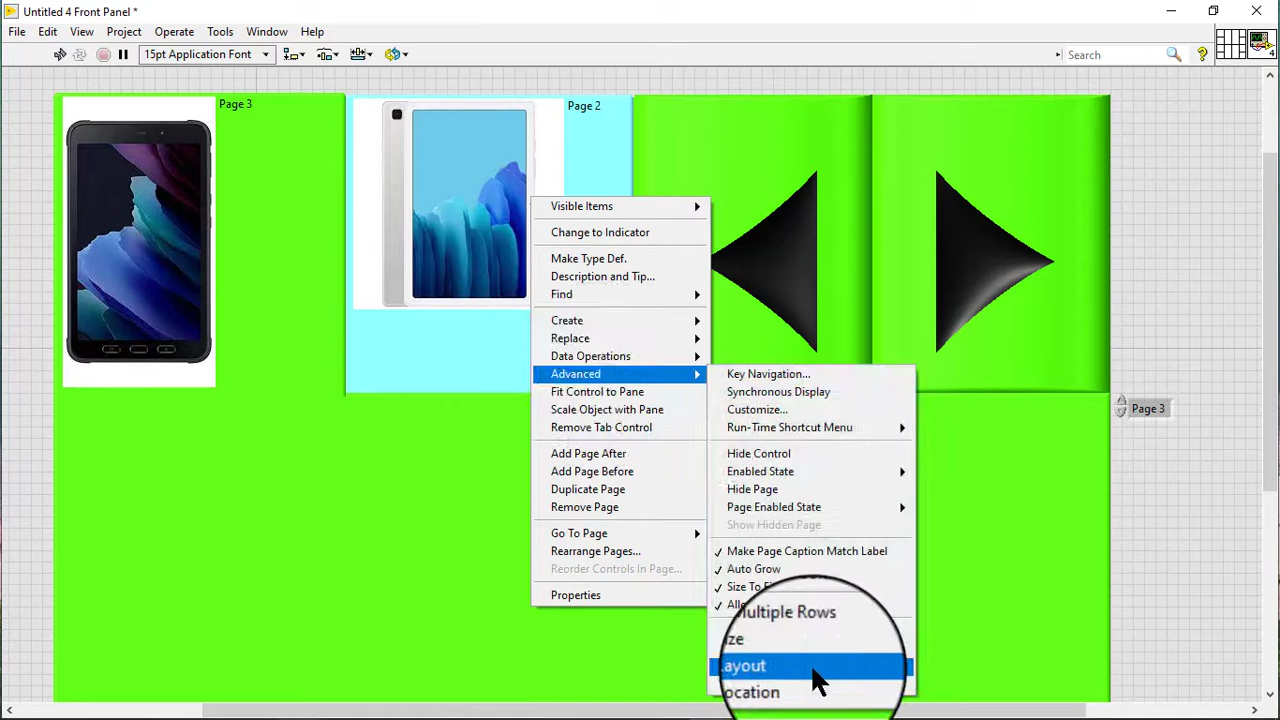 Untitled 4 Front Panel *
File Edit View Project Operate Tools Window Help
15pt Application Font
Search
?
4
Page 3
Page 2
Visible Items
Change to Indicator
Make Type Def.
Description and Tip...
Find
Create
Replace
Data Operations
Advanced
Fit Control to Pane
Scale Object with Pane
Remove Tab Control
Add Page After
Add Page Before
Duplicate Page
Remove Page
Go To Page
Rearrange Pages...
Reorder Controls In Page...
Properties
Key Navigation...
Synchronous Display
Customize...
Run-Time Shortcut Menu
Hide Control
Enabled State
Hide Page
Page Enabled State
Show Hidden Page
✓ Make Page Caption Match Label
✓ Auto Grow
✓ Size To
✓
Multiple Rows
ize
ayout
ocation
Page 3